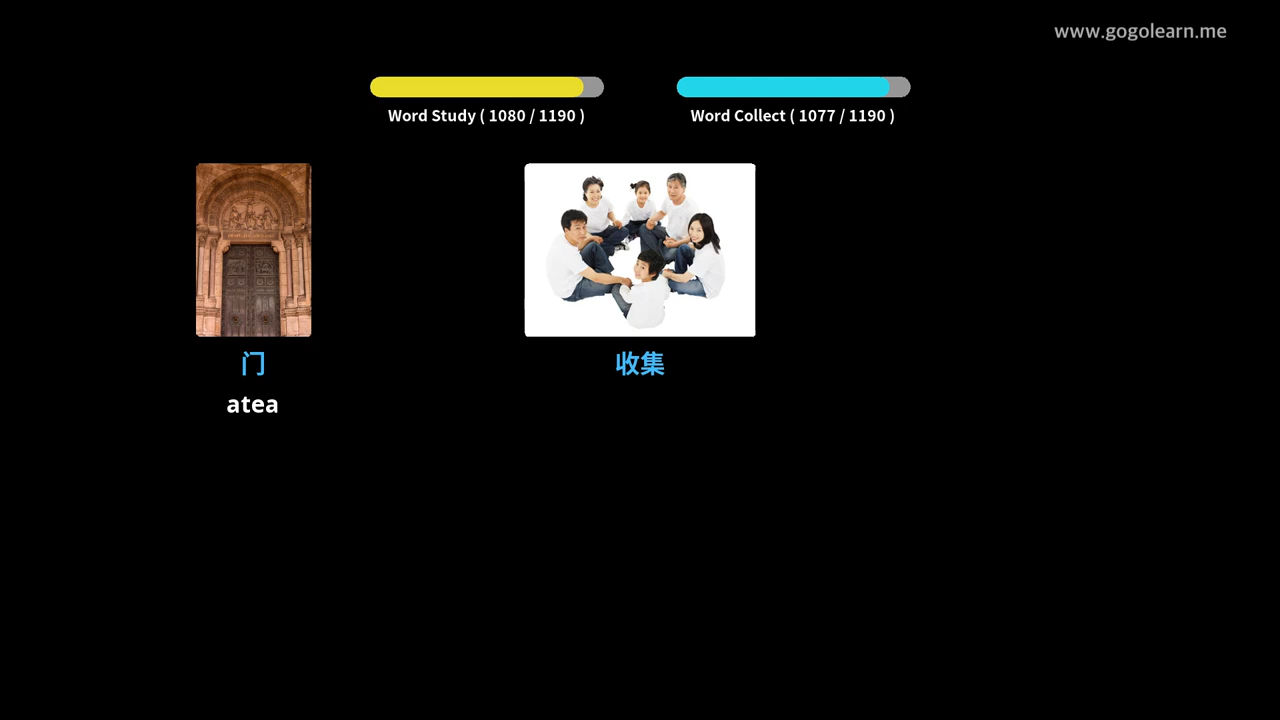 www.gogolearn.me
Word Study ( 1080 / 1190 )
Word Collect ( 1077 / 1190 )
门
收集
atea